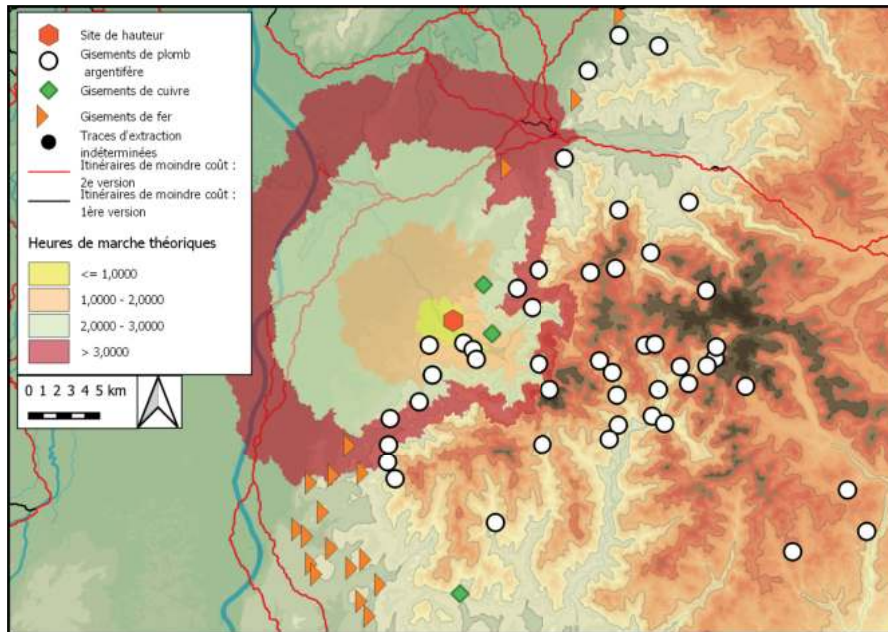 Site de hauteur
Gisements de plomb
argentifère
Gisements de cuivre
Gisements de fer
Traces d'extraction
indéterminées
Itinéraires de moindre coût :
2e version
Itinéraires de moindre coût :
1ère version
Heures de marche théoriques
<= 1,0000
1,0000 - 2,0000
2,0000 - 3,0000
> 3,0000
0 1 2 3 4 5 km